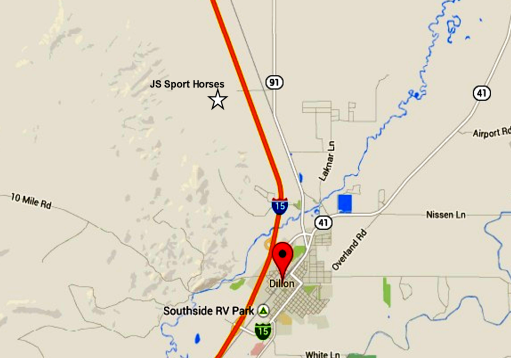 JS Sport Horses
91
41
Airport Rd
Laknar Ln
10 Mile Rd
15
41
Nissen Ln
Overland Rd
Dillon
Southside RV Park
15
White Ln